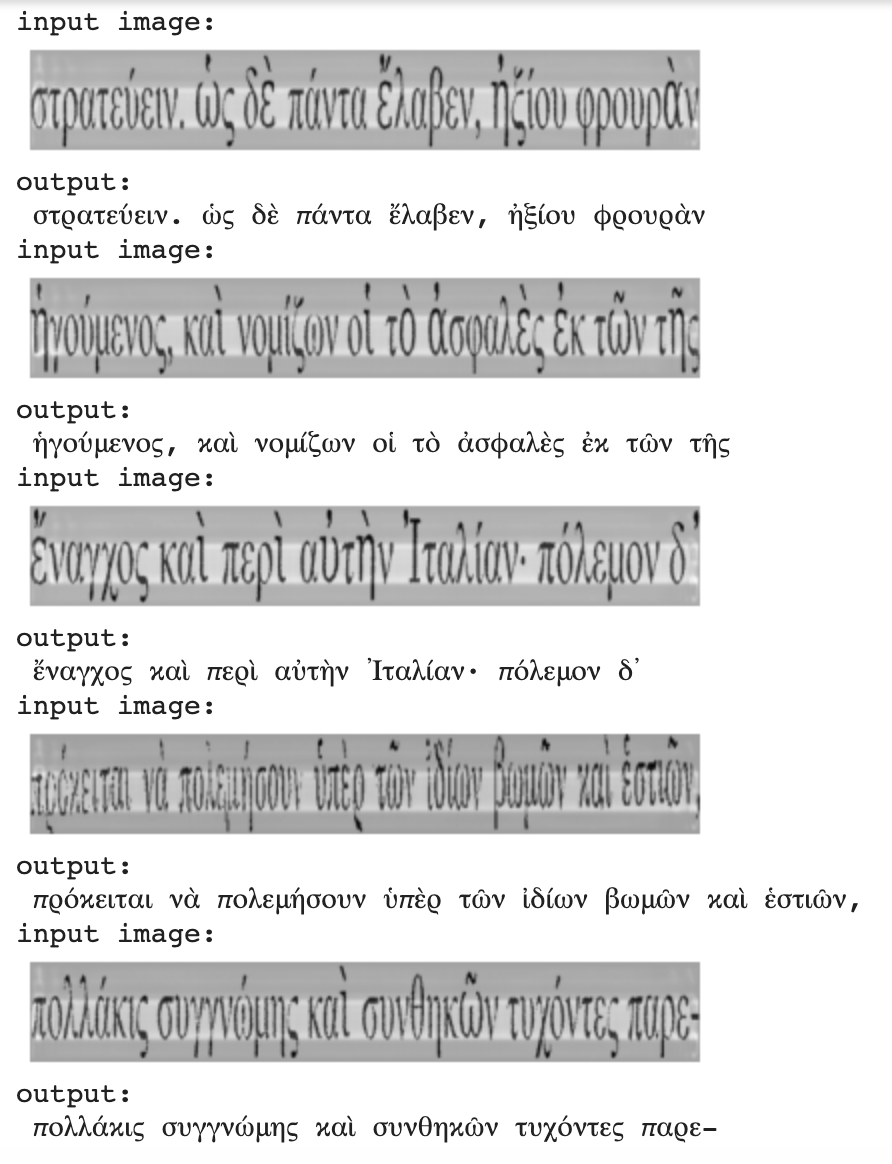 input image:
στρατεύειν. ὡς δὲ πάντα ἔλαβεν, ἠξίου φρουρὰν
output:
στρατεύειν. ὡς δὲ πάντα ἔλαβεν, ἠξίου φρουρὰν
input image:
ἡγούμενος, καὶ νομίζων οἱ τὸ ἀσφαλὲς ἐκ τῶν τῆς
output:
ἡγούμενος, καὶ νομίζων οἱ τὸ ἀσφαλὲς ἐκ τῶν τῆς
input image:
ἔναγχος καὶ περὶ αὐτὴν Ἰταλίαν· πόλεμον δ᾽
output:
ἔναγχος καὶ περὶ αὐτὴν Ἰταλίαν· πόλεμον δ᾽
input image:
πρόκειται νὰ πολεμήσουν ὑπὲρ τῶν ἰδίων βωμῶν καὶ ἑστιῶν,
output:
πρόκειται νὰ πολεμήσουν ὑπὲρ τῶν ἰδίων βωμῶν καὶ ἑστιῶν,
input image:
πολλάκις συγγνώμης καὶ συνθηκῶν τυχόντες παρε-
output:
πολλάκις συγγνώμης καὶ συνθηκῶν τυχόντες παρε-